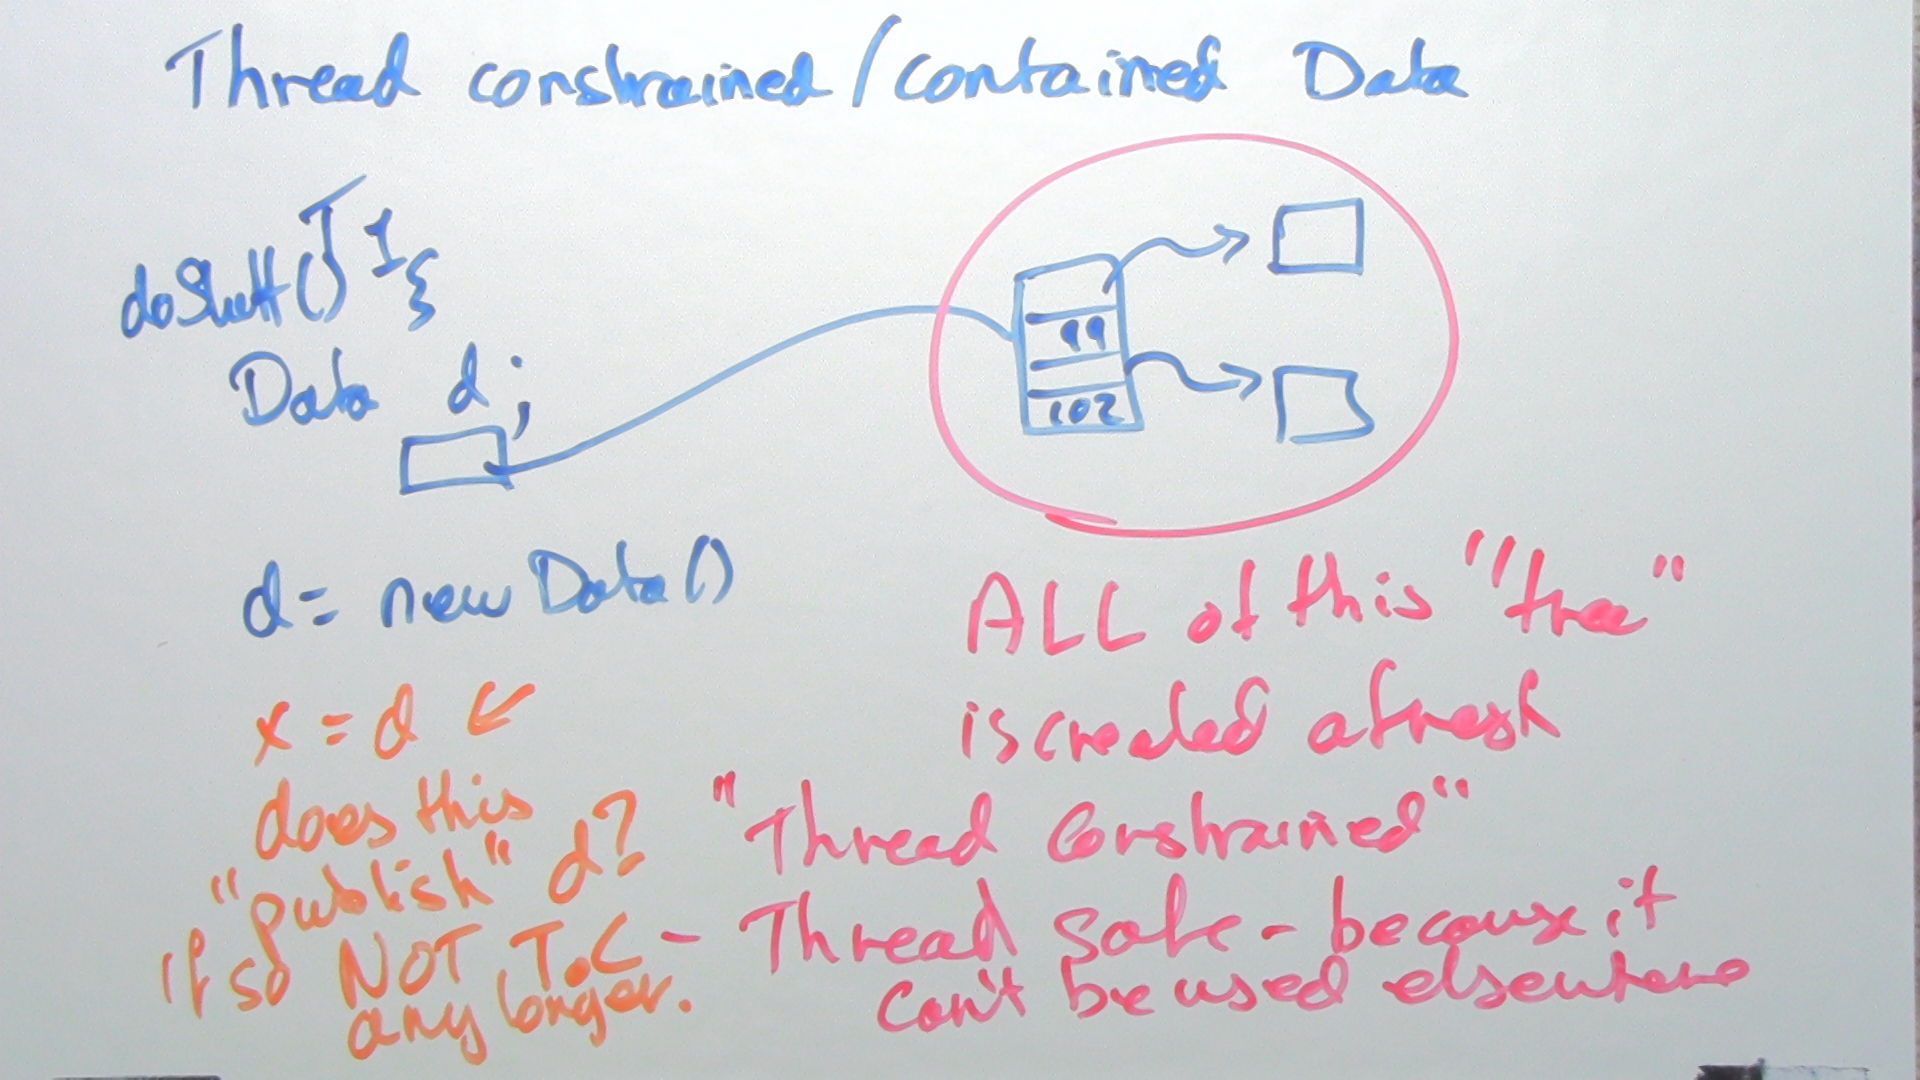 Thread constrained/contained Data
T1
doStuff() {
Data d;
99
102
d = new Data()
x = d ←
does this
"publish" d?
if so NOT T.C
any longer.
ALL of this "tree"
is created afresh
"Thread Constrained"
- Thread safe - because it
can't be used elsewhere